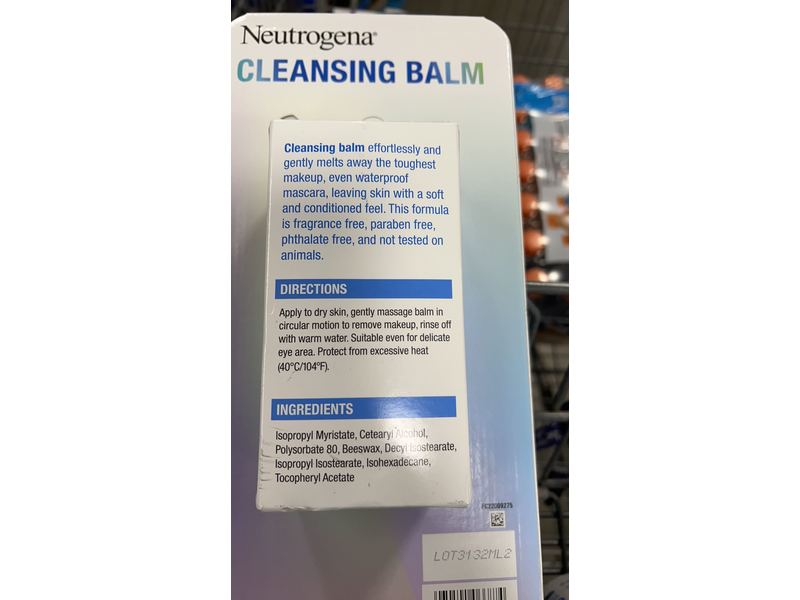 Neutrogena®
CLEANSING BALM
Cleansing balm effortlessly and
gently melts away the toughest
makeup, even waterproof
mascara, leaving skin with a soft
and conditioned feel. This formula
is fragrance free, paraben free,
phthalate free, and not tested on
animals.
DIRECTIONS
Apply to dry skin, gently massage balm in
circular motion to remove makeup, rinse off
with warm water. Suitable even for delicate
eye area. Protect from excessive heat
(40°C/104°F).
INGREDIENTS
Isopropyl Myristate, Cetearyl Alcohol,
Polysorbate 80, Beeswax, Decyl Isostearate,
Isopropyl Isostearate, Isohexadecane,
Tocopheryl Acetate
FC22009275
LOT3132ML2